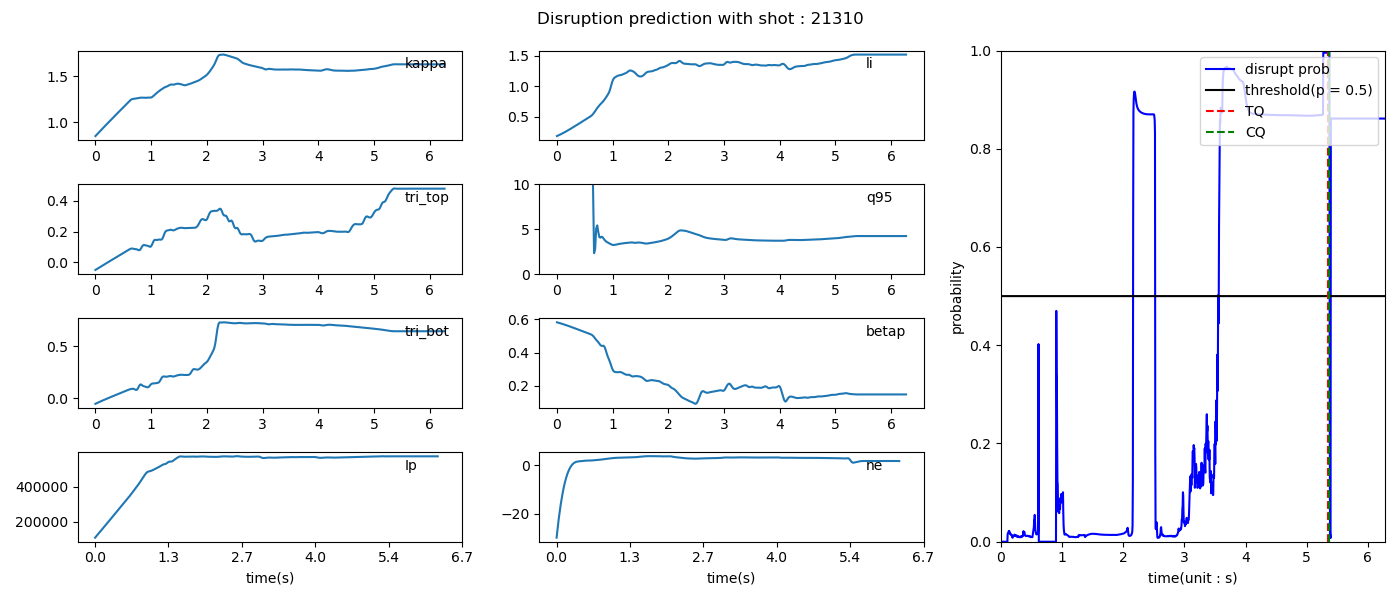 Disruption prediction with shot : 21310
kappa
1.5
1.0
0 1 2 3 4 5 6
li
1.5
1.0
0.5
0 1 2 3 4 5 6
tri_top
0.4
0.2
0.0
0 1 2 3 4 5 6
q95
10
5
0
0 1 2 3 4 5 6
tri_bot
0.5
0.0
0 1 2 3 4 5 6
betap
0.6
0.4
0.2
0 1 2 3 4 5 6
Ip
400000
200000
0.0 1.3 2.7 4.0 5.4 6.7
time(s)
ne
0
−20
0.0 1.3 2.7 4.0 5.4 6.7
time(s)
disrupt prob
threshold(p = 0.5)
TQ
CQ
1.0
0.8
0.6
0.4
0.2
0.0
probability
0 1 2 3 4 5 6
time(unit : s)